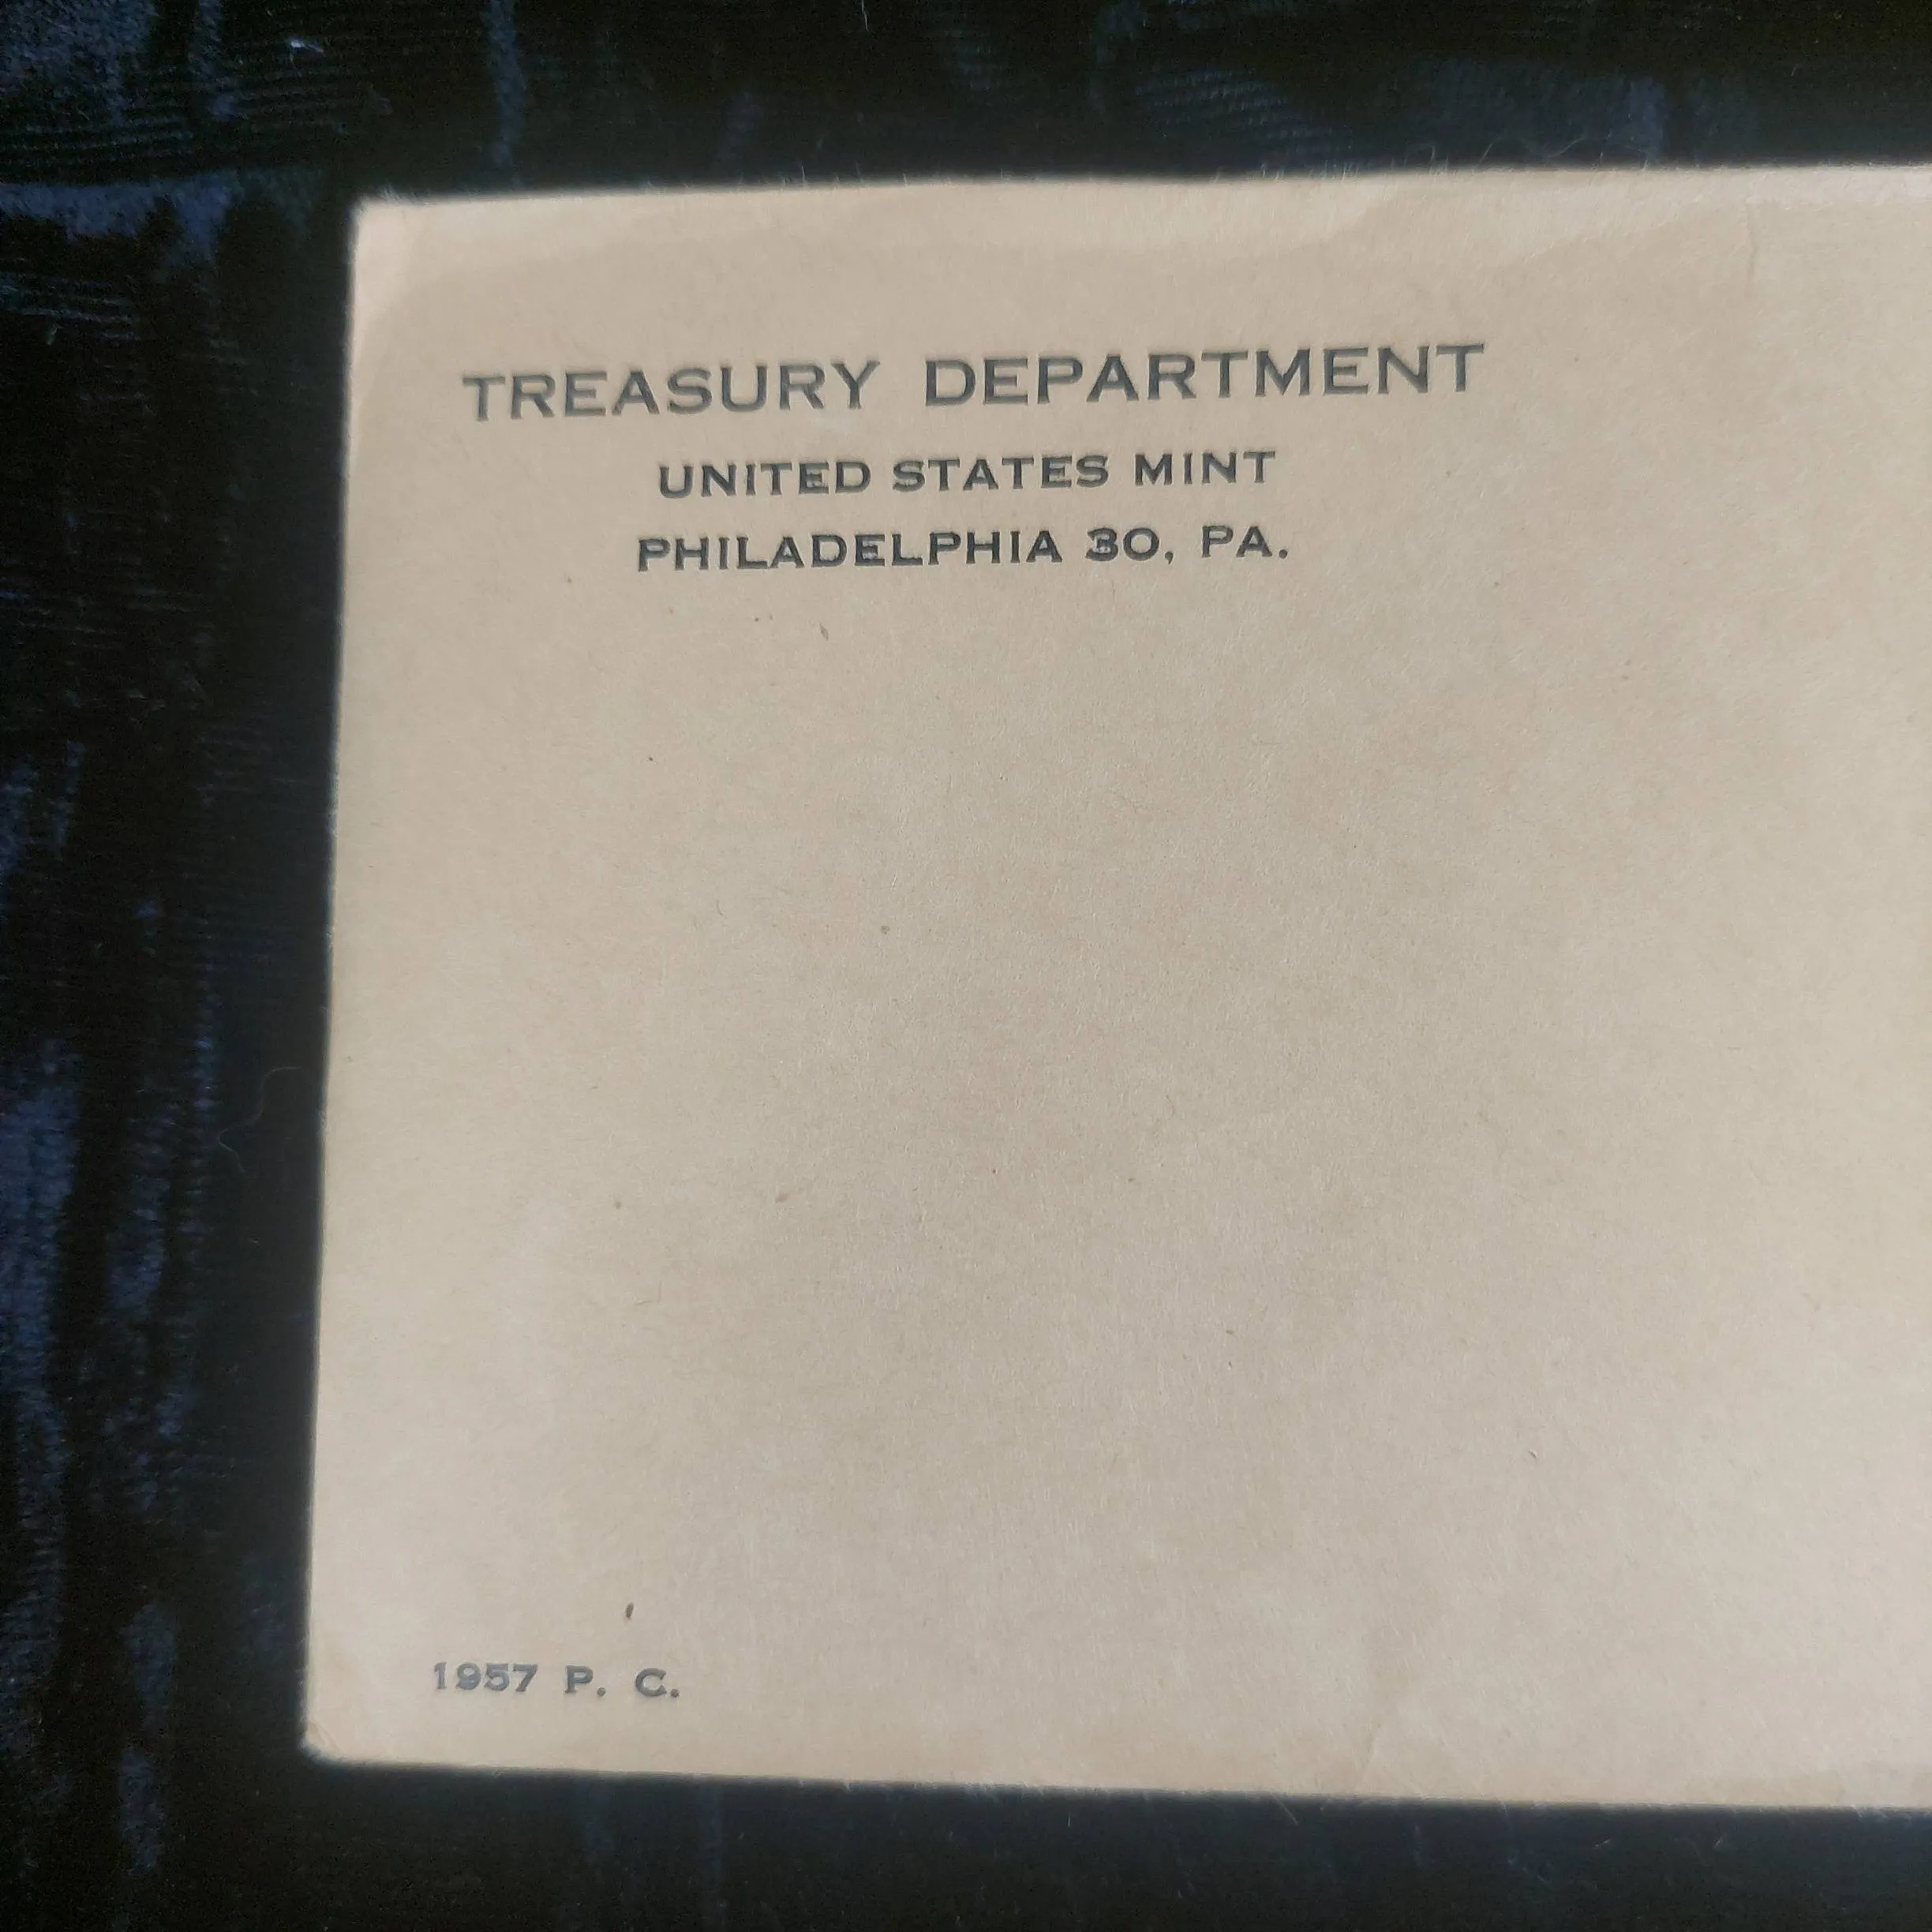 TREASURY DEPARTMENT
UNITED STATES MINT
PHILADELPHIA 30, PA.
1957 P. C.